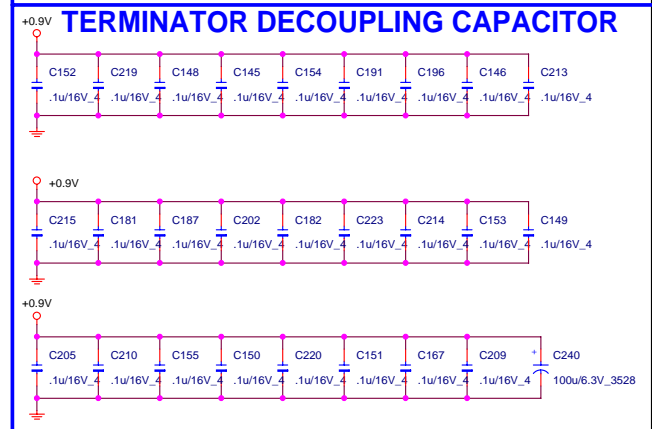 TERMINATOR DECOUPLING CAPACITOR
+0.9V
C152 C219 C148 C145 C154 C191 C196 C146 C213
.1u/16V_4 .1u/16V_4 .1u/16V_4 .1u/16V_4 .1u/16V_4 .1u/16V_4 .1u/16V_4 .1u/16V_4 .1u/16V_4
+0.9V
C215 C181 C187 C202 C182 C223 C214 C153 C149
.1u/16V_4 .1u/16V_4 .1u/16V_4 .1u/16V_4 .1u/16V_4 .1u/16V_4 .1u/16V_4 .1u/16V_4 .1u/16V_4
+0.9V
C205 C210 C155 C150 C220 C151 C167 C209 + C240
.1u/16V_4 .1u/16V_4 .1u/16V_4 .1u/16V_4 .1u/16V_4 .1u/16V_4 .1u/16V_4 .1u/16V_4 100u/6.3V_3528